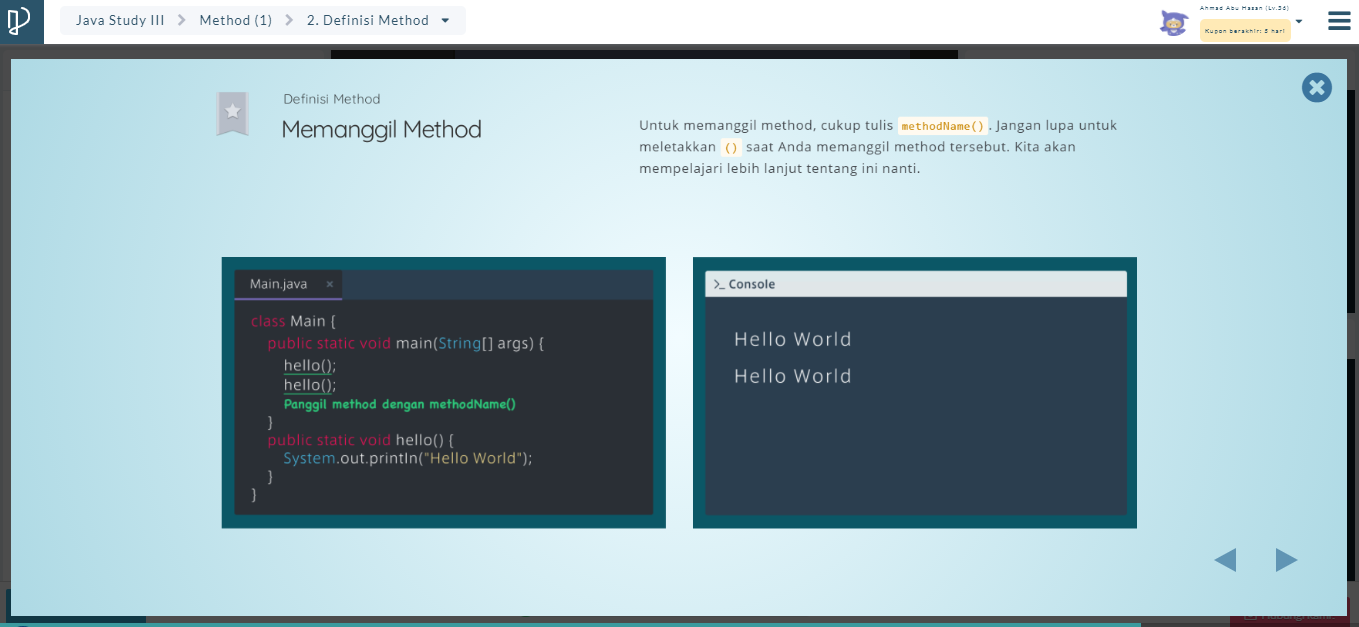 Java Study III
Method (1)
2. Definisi Method
Ahmad Abu Hasan (Lv.36)
Kupon berakhir: 5 hari
Definisi Method
Memanggil Method
Untuk memanggil method, cukup tulis methodName(). Jangan lupa untuk
meletakkan () saat Anda memanggil method tersebut. Kita akan
mempelajari lebih lanjut tentang ini nanti.
Main.java ×
class Main {
public static void main(String[] args) {
hello();
hello();
Panggil method dengan methodName()
}
public static void hello() {
System.out.println("Hello World");
}
}
>_ Console
Hello World
Hello World